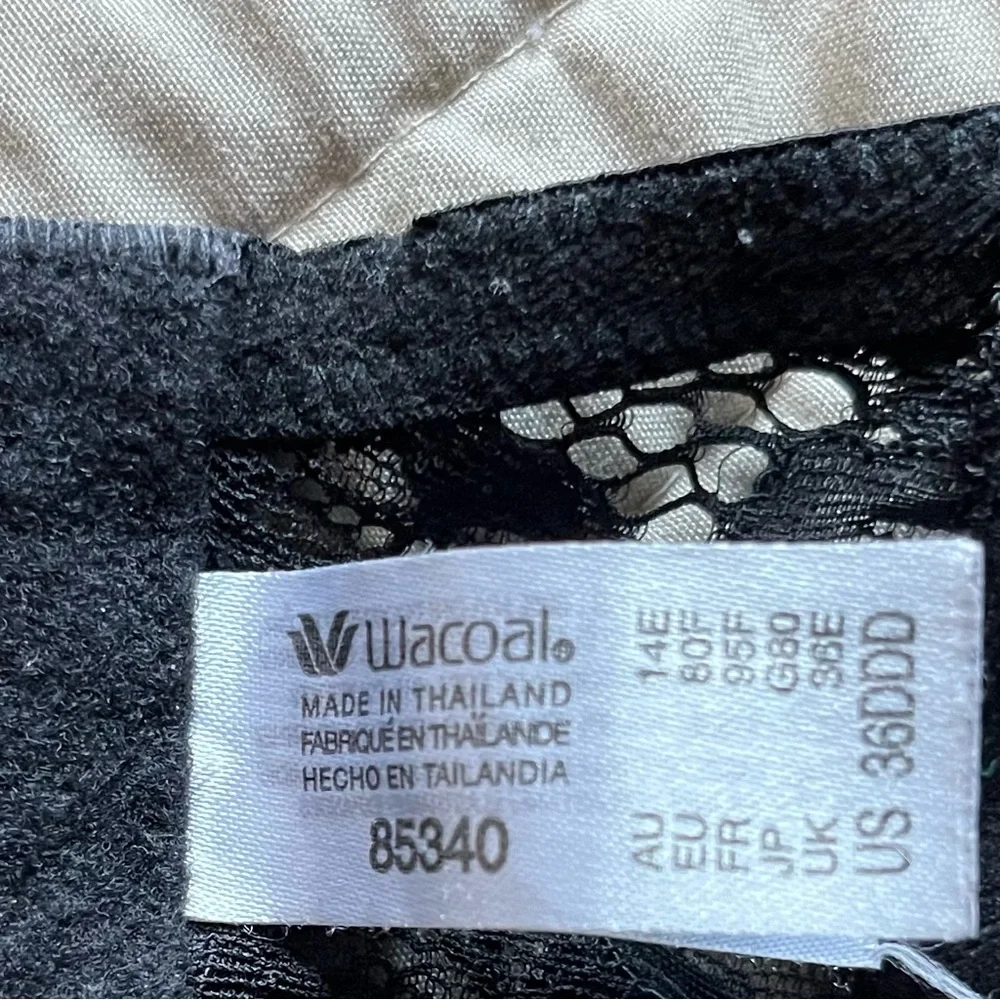 Wacoal®
MADE IN THAILAND
FABRIQUÉ EN THAÏLANDE
HECHO EN TAILANDIA
85340
AU 14E
EU 80F
FR 95F
JP G80
UK 36E
US 36DDD